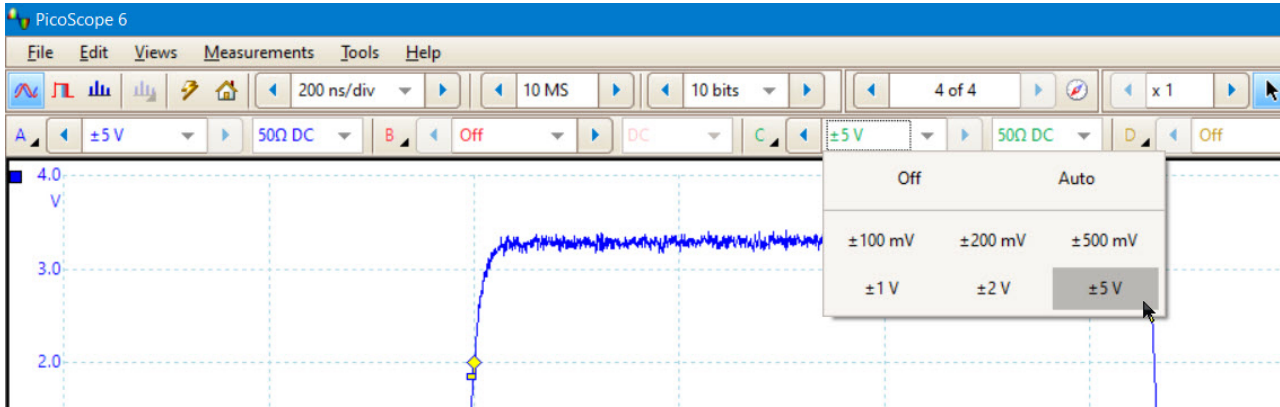 PicoScope 6
File Edit Views Measurements Tools Help
200 ns/div 10 MS 10 bits 4 of 4 x 1
A ±5 V 50Ω DC B Off DC C ±5 V 50Ω DC D Off
4.0
V
3.0
2.0
Off Auto
±100 mV ±200 mV ±500 mV
±1 V ±2 V ±5 V